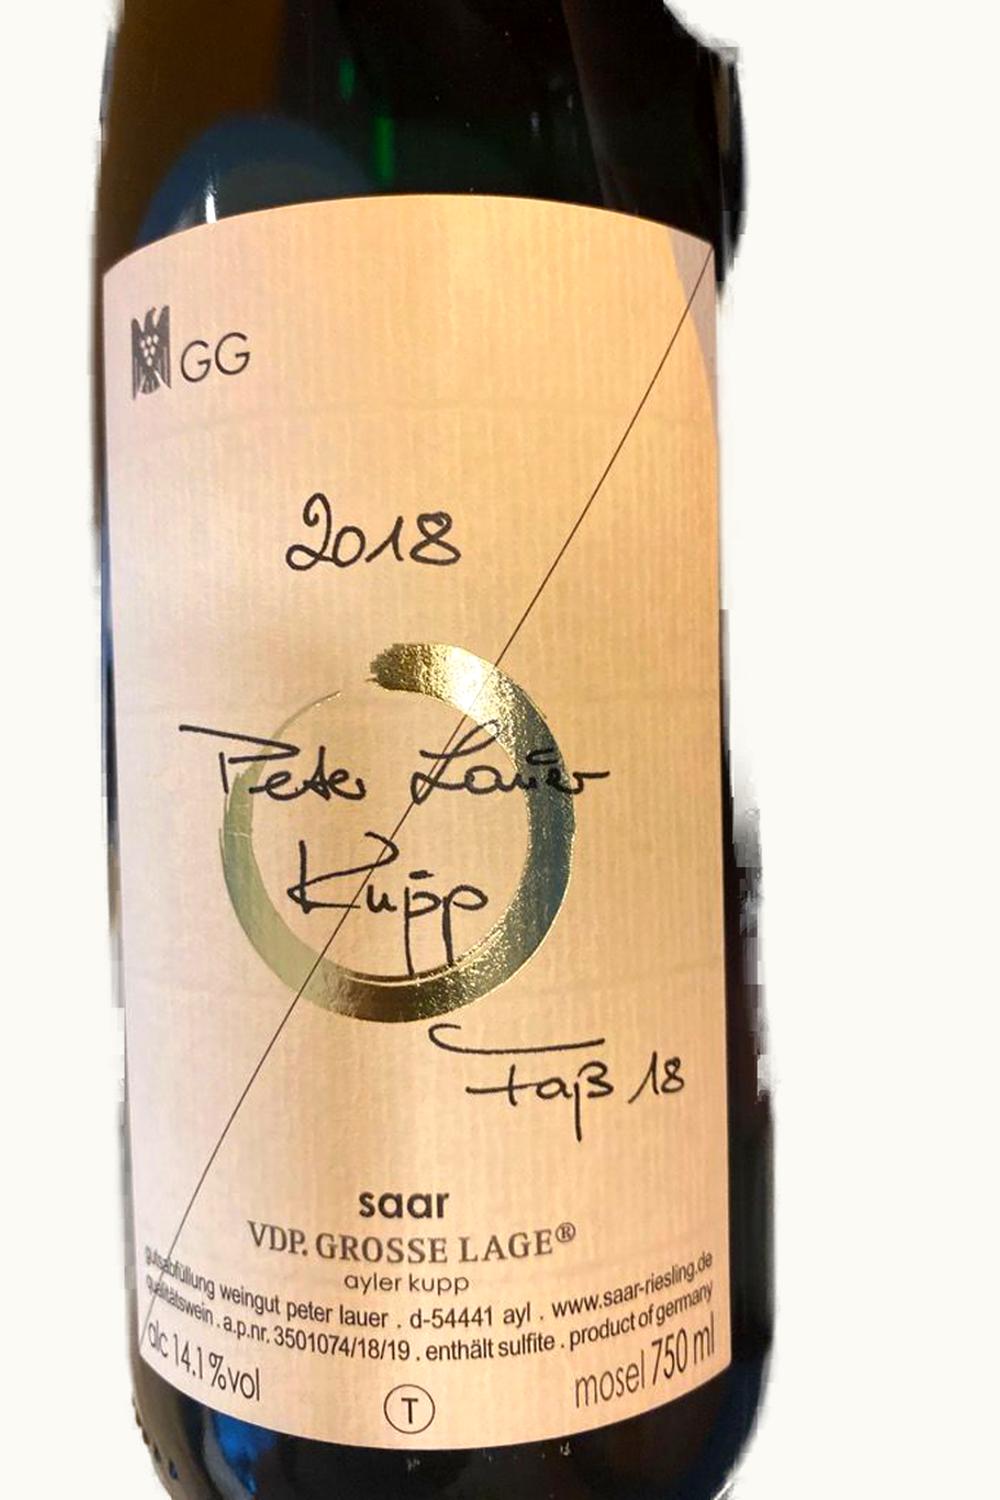 GG
2018
Peter Lauer
Kupp
Faß 18
saar
VDP. GROSSE LAGE®
ayler kupp
gutsabfüllung weingut peter lauer . d-54441 ayl . www.saar-riesling.de
qualitätswein . a.p.nr. 3501074/18/19 . enthält sulfite . product of germany
alc 14.1 %vol
mosel 750 ml
T